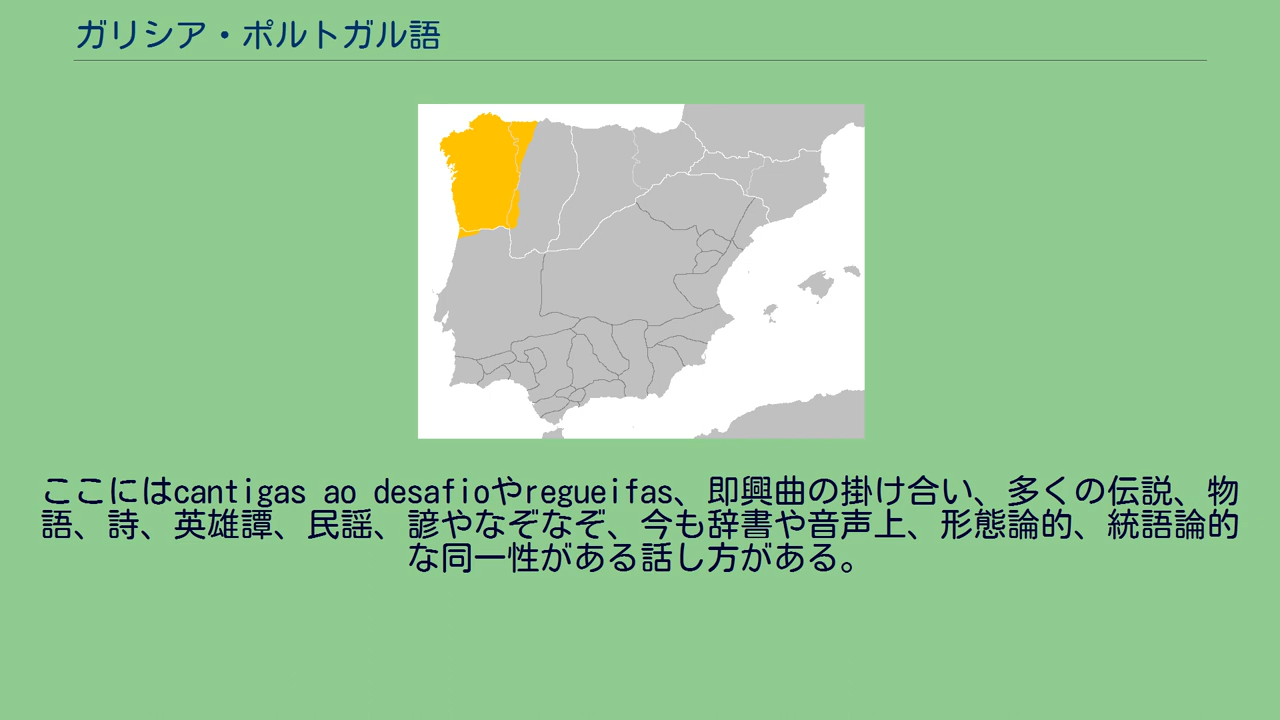 ガリシア・ポルトガル語
ここにはcantigas ao desafioやregueifas、即興曲の掛け合い、多くの伝説、物
語、詩、英雄譚、民謡、諺やなぞなぞ、今も辞書や音声上、形態論的、統語論的
な同一性がある話し方がある。